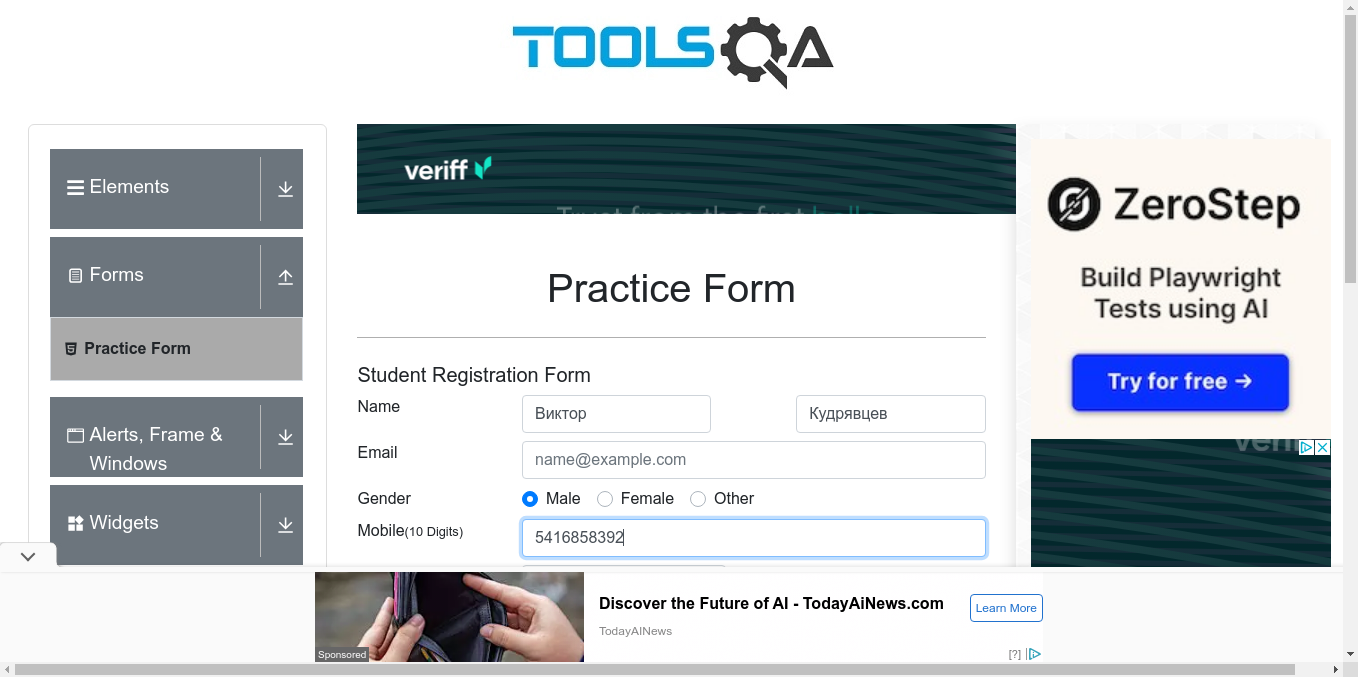 TOOLSQA
Elements
Forms
Practice Form
Alerts, Frame &
Windows
Widgets
veriff
Practice Form
Student Registration Form
Name
Виктор
Кудрявцев
Email
name@example.com
Gender
Male
Female
Other
Mobile(10 Digits)
5416858392
ZeroStep
Build Playwright
Tests using AI
Try for free →
Sponsored
Discover the Future of AI - TodayAiNews.com
TodayAINews
Learn More
[?]